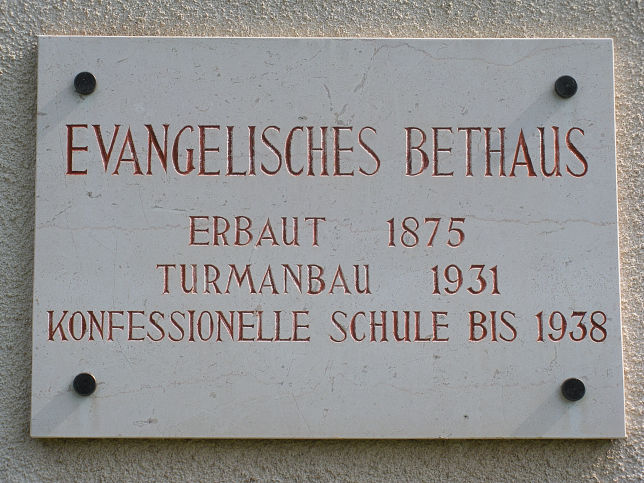 EVANGELISCHES BETHAUS
ERBAUT 1875
TURMANBAU 1931
KONFESSIONELLE SCHULE BIS 1938